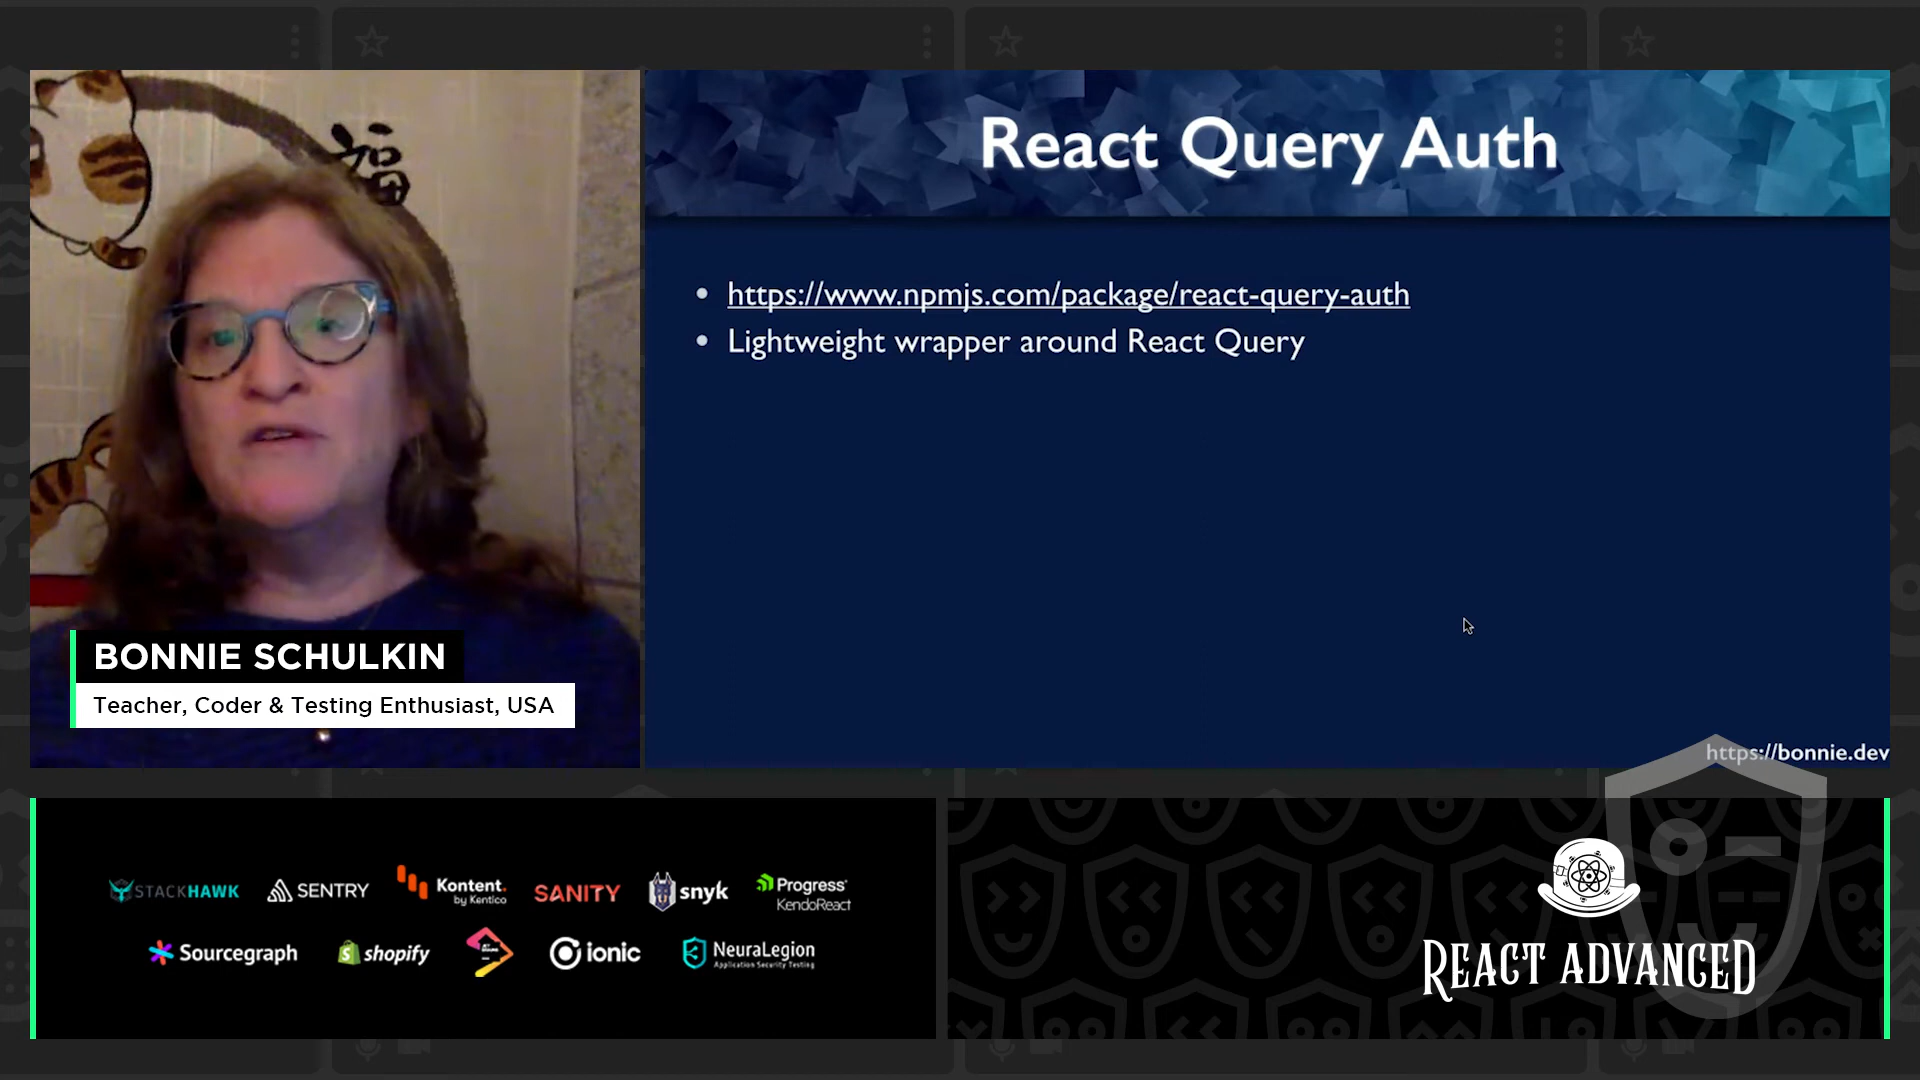 福
React Query Auth
• https://www.npmjs.com/package/react-query-auth
• Lightweight wrapper around React Query
https://bonnie.dev
BONNIE SCHULKIN
Teacher, Coder & Testing Enthusiast, USA
STACKHAWK
SENTRY
Kontent.
by Kentico
SANITY
snyk
Progress®
KendoReact
Sourcegraph
shopify
ionic
NeuraLegion
Application Security Testing
REACT ADVANCED